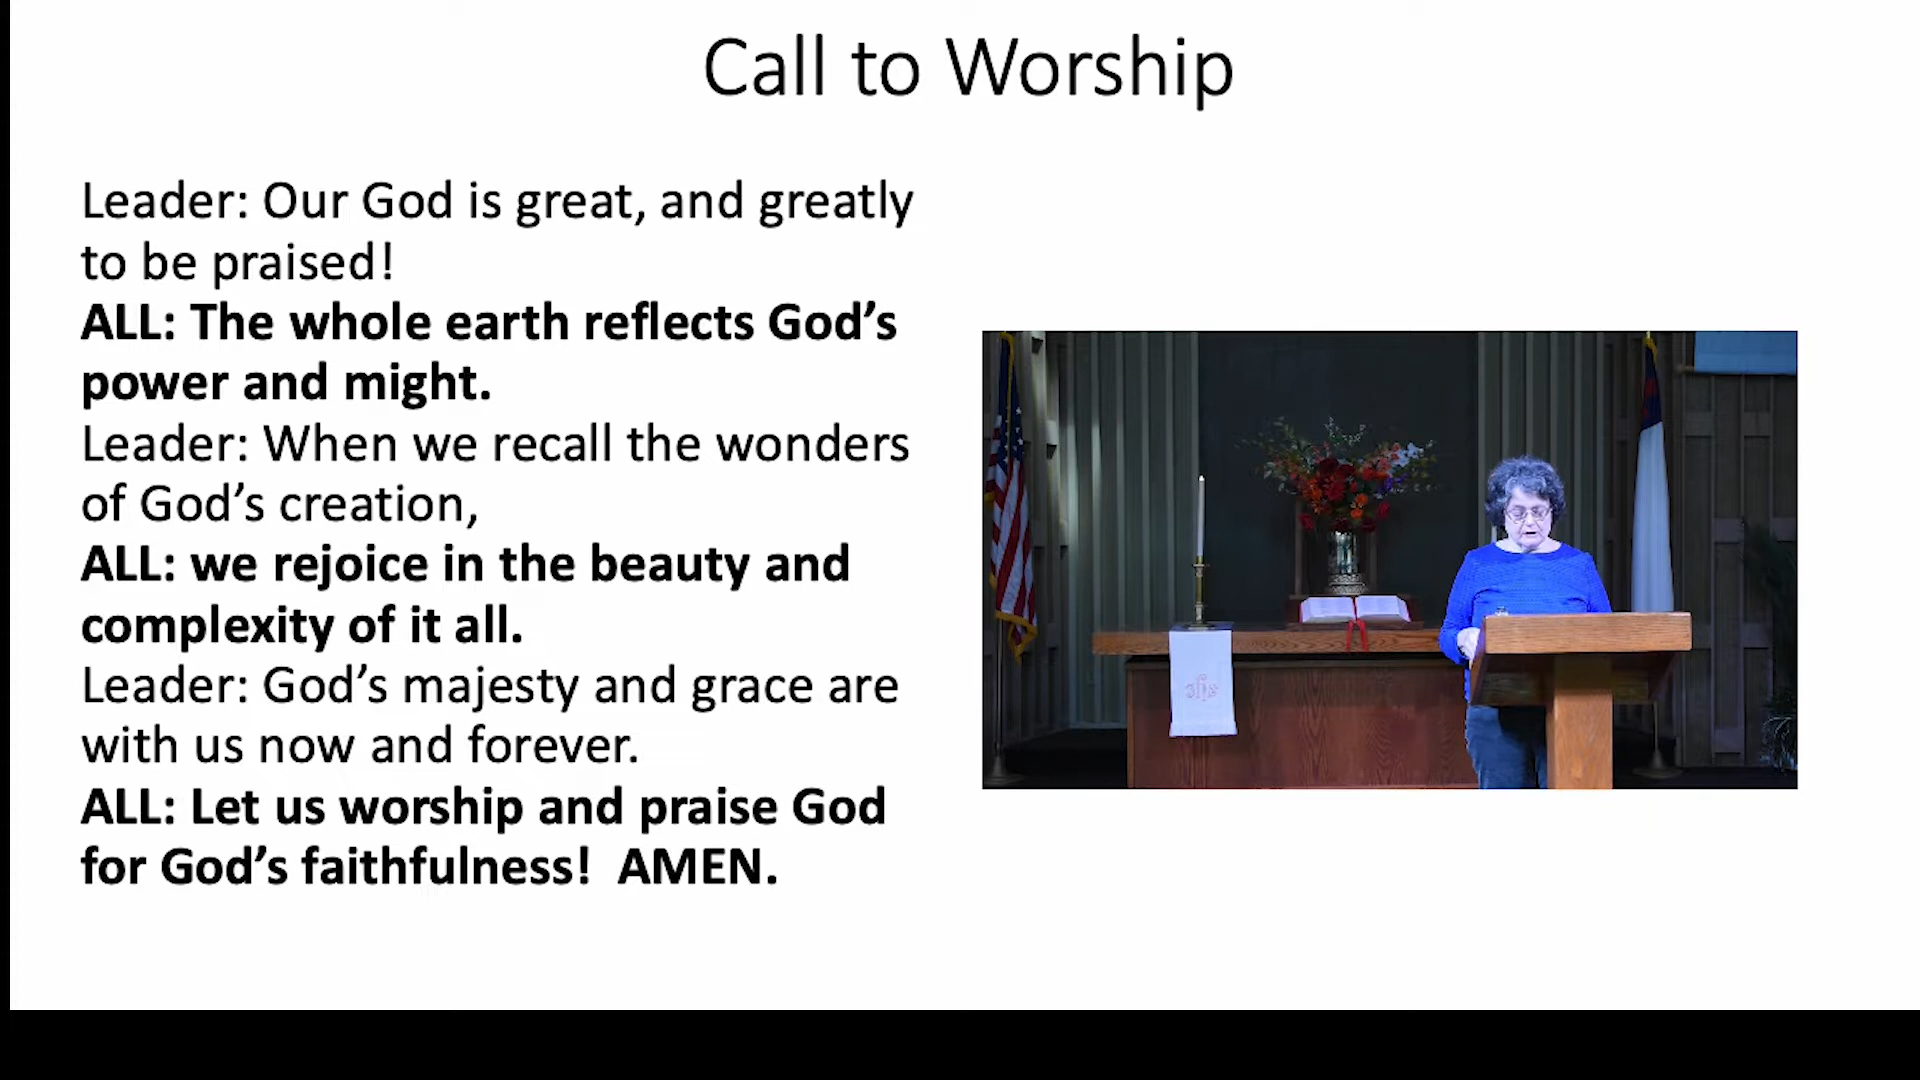 Call to Worship
Leader: Our God is great, and greatly
to be praised!
ALL: The whole earth reflects God’s
power and might.
Leader: When we recall the wonders
of God’s creation,
ALL: we rejoice in the beauty and
complexity of it all.
Leader: God’s majesty and grace are
with us now and forever.
ALL: Let us worship and praise God
for God’s faithfulness!  AMEN.
IHS